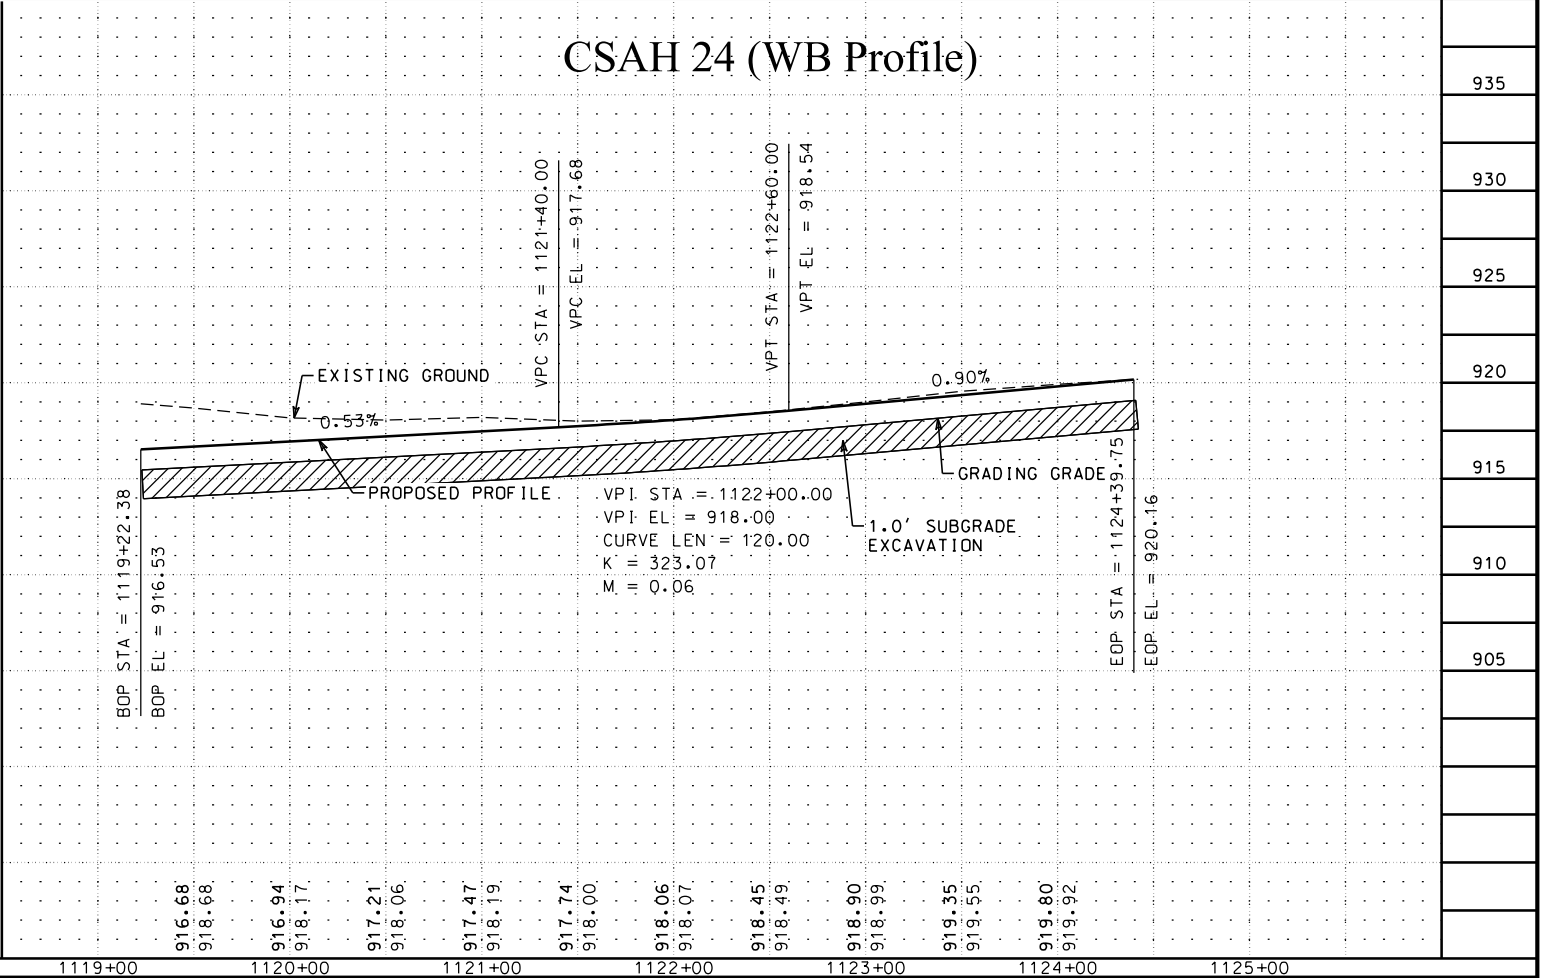 CSAH 24 (WB Profile)
935
930
925
920
915
910
905
VPC STA = 1121+40.00
VPC EL = 917.68
VPT STA = 1122+60.00
VPT EL = 918.54
EXISTING GROUND
0.53%
0.90%
PROPOSED PROFILE
GRADING GRADE
1.0' SUBGRADE
EXCAVATION
VPI STA = 1122+00.00
VPI EL = 918.00
CURVE LEN = 120.00
K = 323.07
M = 0.06
BOP STA = 1119+22.38
BOP EL = 916.53
EOP STA = 1124+39.75
EOP EL = 920.16
916.68
918.68
916.94
918.17
917.21
918.06
917.47
918.19
917.74
918.00
918.06
918.07
918.45
918.49
918.90
918.99
919.35
919.55
919.80
919.92
1119+00
1120+00
1121+00
1122+00
1123+00
1124+00
1125+00